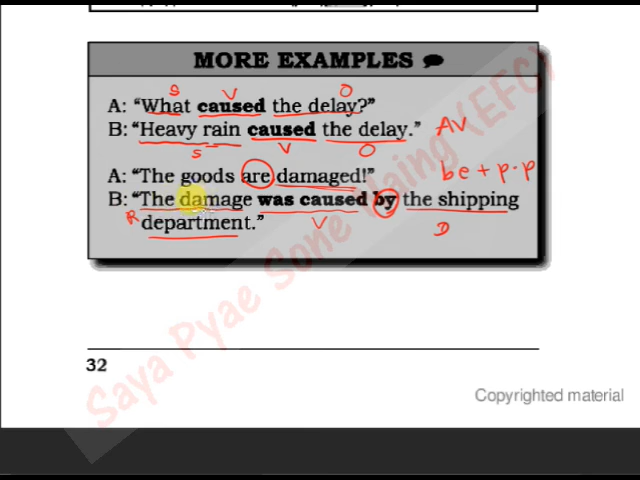 MORE EXAMPLES
S V O
A: “What caused the delay?”
B: “Heavy rain caused the delay.” AV
S V O
A: “The goods are damaged!” be + p.p
B: “The damage was caused by the shipping
R department.” V D
32
Copyrighted material
Saya Pyae Sone Haing (EFC)